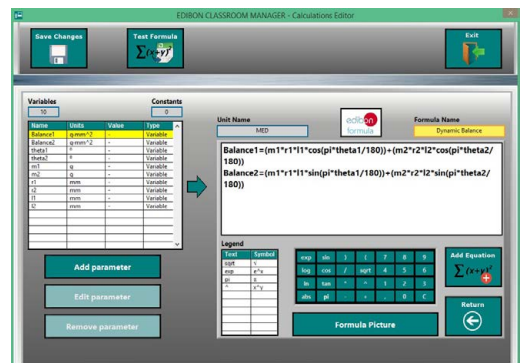 EDIBON CLASSROOM MANAGER - Calculations Editor
Save Changes
Test Formula
Σ(x+y)²
Exit
Variables
10
Constants
0
Name Units Value Type
Balance1 g·mm^2 - Variable
Balance2 g·mm^2 - Variable
theta1 º - Variable
theta2 º - Variable
m1 g - Variable
m2 g - Variable
r1 mm - Variable
r2 mm - Variable
l1 mm - Variable
l2 mm - Variable
Add parameter
Edit parameter
Remove parameter
Unit Name
MED
edibon
formula
Formula Name
Dynamic Balance
Balance1=(m1*r1*l1*cos(pi*theta1/180))+(m2*r2*l2*cos(pi*theta2/
180))
Balance2=(m1*r1*l1*sin(pi*theta1/180))+(m2*r2*l2*sin(pi*theta2/
180))
Legend
Text Symbol
sqrt √
exp e^x
pi
^ x^y
exp sin ) ( 7 8 9
log cos / sqrt 4 5 6
ln tan * ^ 1 2 3
abs pi - + . 0 C
Formula Picture
Add Equation
Σ(x+y)²
Return